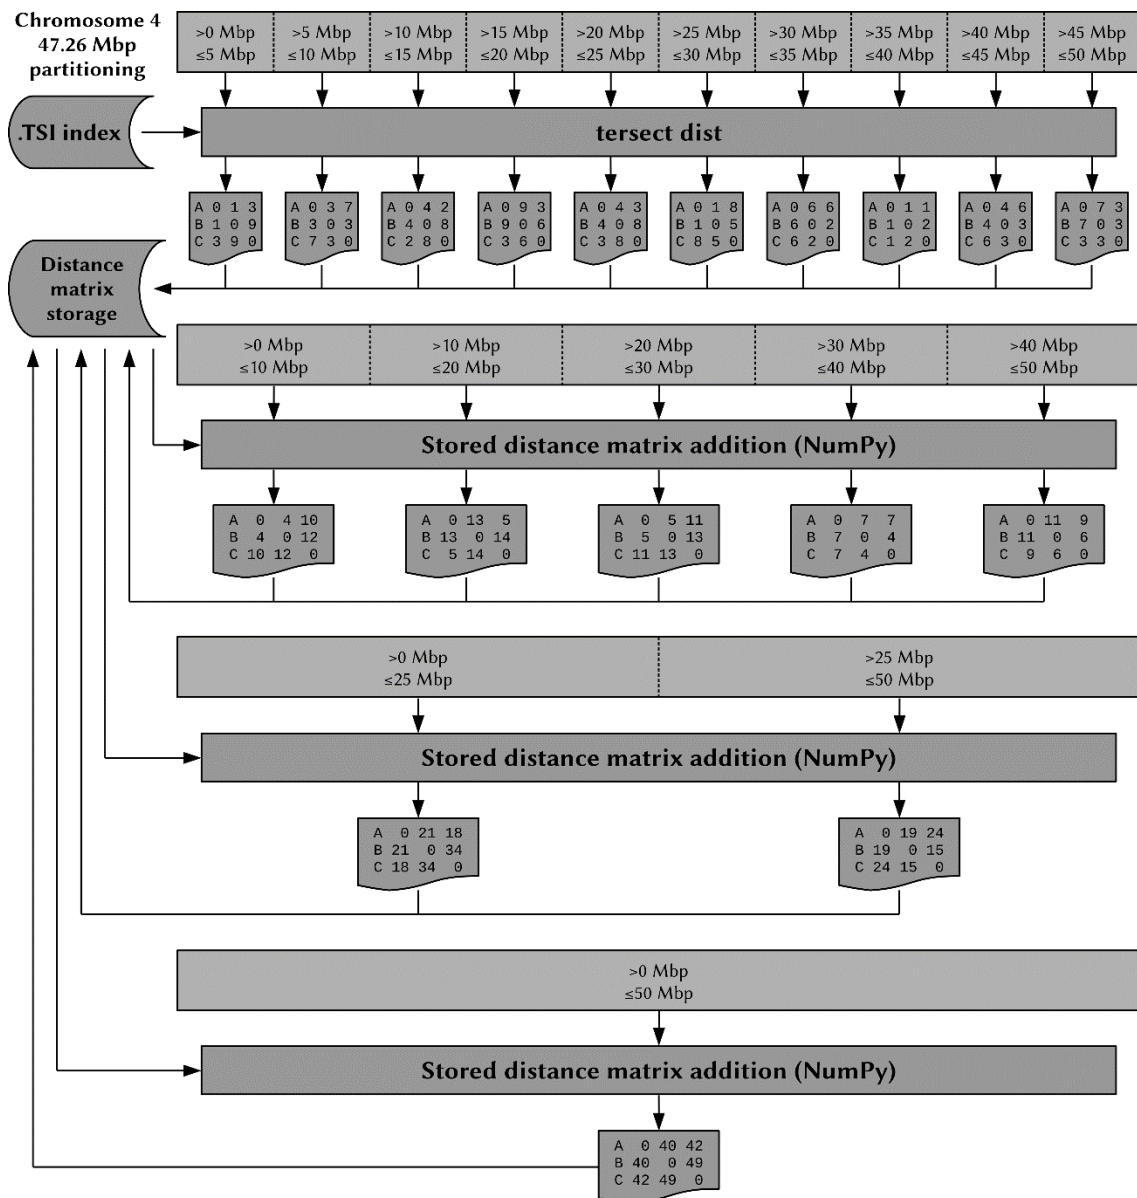 Chromosome 4
47.26 Mbp
partitioning
>0 Mbp
≤5 Mbp
>5 Mbp
≤10 Mbp
>10 Mbp
≤15 Mbp
>15 Mbp
≤20 Mbp
>20 Mbp
≤25 Mbp
>25 Mbp
≤30 Mbp
>30 Mbp
≤35 Mbp
>35 Mbp
≤40 Mbp
>40 Mbp
≤45 Mbp
>45 Mbp
≤50 Mbp
.TSI index
tersect dist
A 0 1 3
B 1 0 9
C 3 9 0
A 0 3 7
B 3 0 3
C 7 3 0
A 0 4 2
B 4 0 8
C 2 8 0
A 0 9 3
B 9 0 6
C 3 6 0
A 0 4 3
B 4 0 8
C 3 8 0
A 0 1 8
B 1 0 5
C 8 5 0
A 0 6 6
B 6 0 2
C 6 2 0
A 0 1 1
B 1 0 2
C 1 2 0
A 0 4 6
B 4 0 3
C 6 3 0
A 0 7 3
B 7 0 3
C 3 3 0
Distance
matrix
storage
>0 Mbp
≤10 Mbp
>10 Mbp
≤20 Mbp
>20 Mbp
≤30 Mbp
>30 Mbp
≤40 Mbp
>40 Mbp
≤50 Mbp
Stored distance matrix addition (NumPy)
A 0 4 10
B 4 0 12
C 10 12 0
A 0 13 5
B 13 0 14
C 5 14 0
A 0 5 11
B 5 0 13
C 11 13 0
A 0 7 7
B 7 0 4
C 7 4 0
A 0 11 9
B 11 0 6
C 9 6 0
>0 Mbp
≤25 Mbp
>25 Mbp
≤50 Mbp
Stored distance matrix addition (NumPy)
A 0 21 18
B 21 0 34
C 18 34 0
A 0 19 24
B 19 0 15
C 24 15 0
>0 Mbp
≤50 Mbp
Stored distance matrix addition (NumPy)
A 0 40 42
B 40 0 49
C 42 49 0